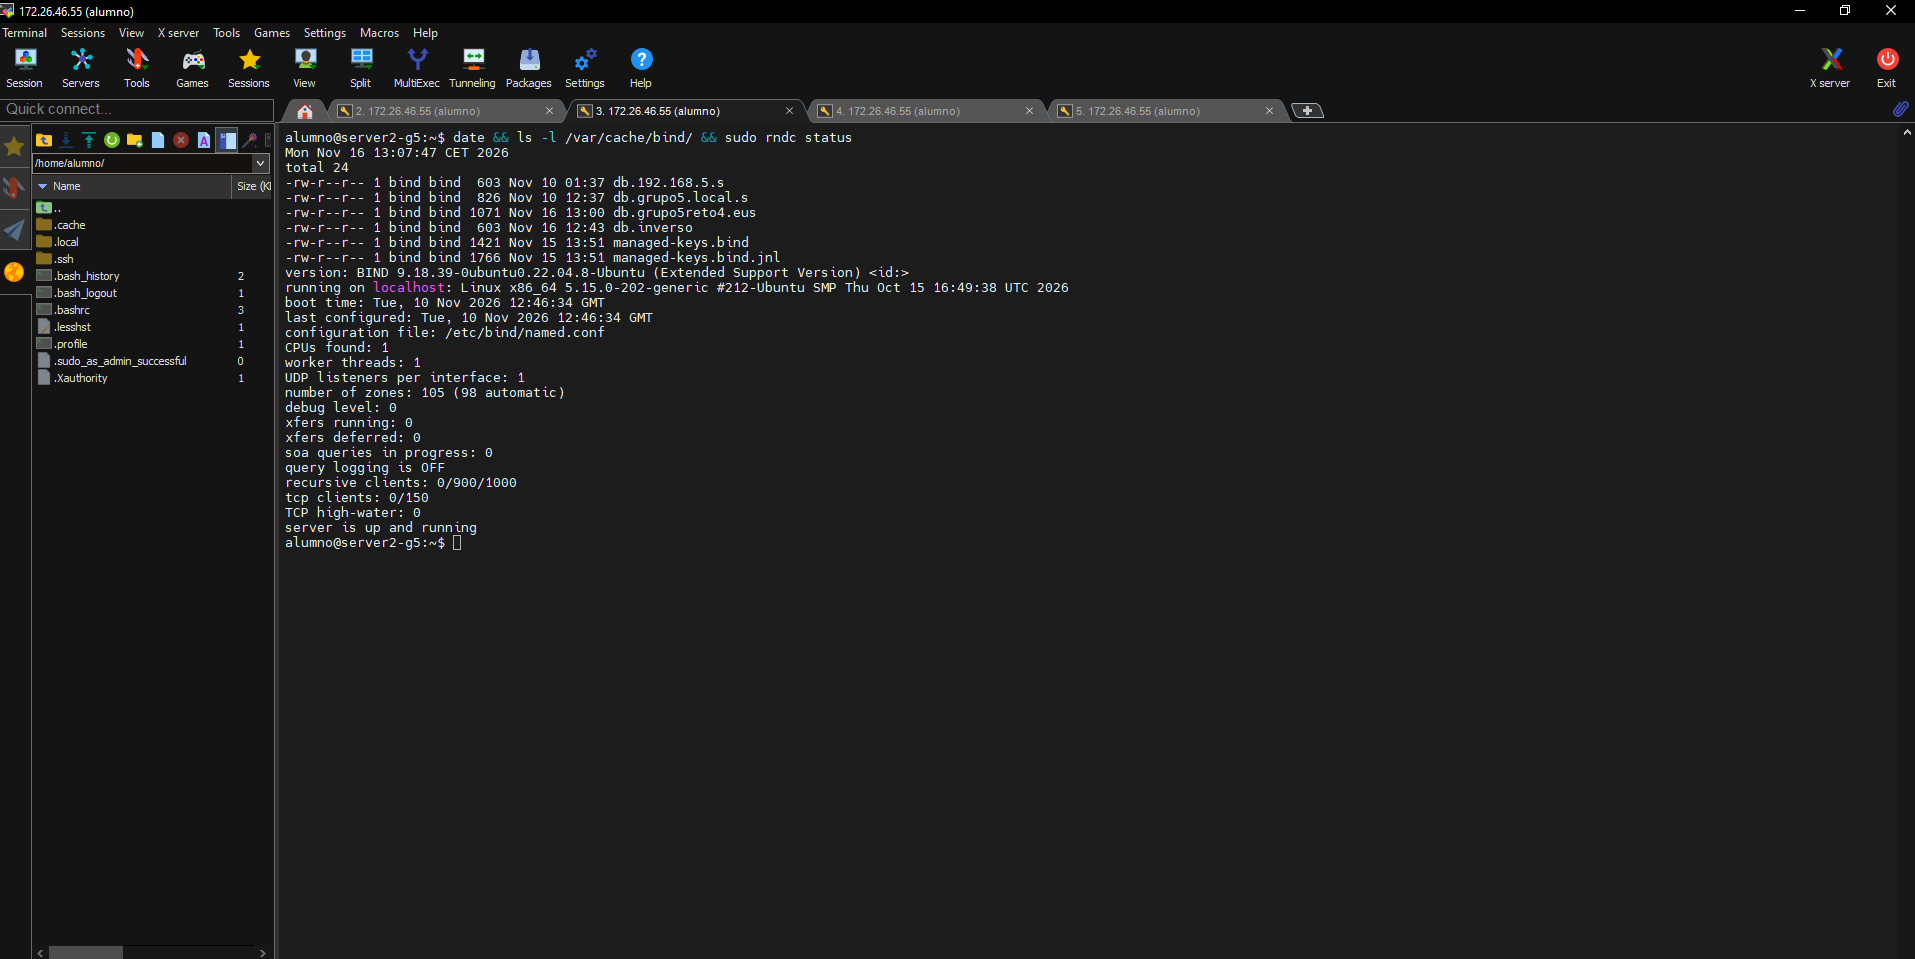 172.26.46.55 (alumno)
Terminal Sessions View X server Tools Games Settings Macros Help
Session Servers Tools Games Sessions View Split MultiExec Tunneling Packages Settings Help X server Exit
Quick connect...
2. 172.26.46.55 (alumno)
3. 172.26.46.55 (alumno)
4. 172.26.46.55 (alumno)
5. 172.26.46.55 (alumno)
/home/alumno/
Name Size (K
..
.cache
.local
.ssh
.bash_history 2
.bash_logout 1
.bashrc 3
.lesshst 1
.profile 1
.sudo_as_admin_successful 0
.Xauthority 1
alumno@server2-g5:~$ date && ls -l /var/cache/bind/ && sudo rndc status
Mon Nov 16 13:07:47 CET 2026
total 24
-rw-r--r-- 1 bind bind  603 Nov 10 01:37 db.192.168.5.s
-rw-r--r-- 1 bind bind  826 Nov 10 12:37 db.grupo5.local.s
-rw-r--r-- 1 bind bind 1071 Nov 16 13:00 db.grupo5reto4.eus
-rw-r--r-- 1 bind bind  603 Nov 16 12:43 db.inverso
-rw-r--r-- 1 bind bind 1421 Nov 15 13:51 managed-keys.bind
-rw-r--r-- 1 bind bind 1766 Nov 15 13:51 managed-keys.bind.jnl
version: BIND 9.18.39-0ubuntu0.22.04.8-Ubuntu (Extended Support Version) <id:>
running on localhost: Linux x86_64 5.15.0-202-generic #212-Ubuntu SMP Thu Oct 15 16:49:38 UTC 2026
boot time: Tue, 10 Nov 2026 12:46:34 GMT
last configured: Tue, 10 Nov 2026 12:46:34 GMT
configuration file: /etc/bind/named.conf
CPUs found: 1
worker threads: 1
UDP listeners per interface: 1
number of zones: 105 (98 automatic)
debug level: 0
xfers running: 0
xfers deferred: 0
soa queries in progress: 0
query logging is OFF
recursive clients: 0/900/1000
tcp clients: 0/150
TCP high-water: 0
server is up and running
alumno@server2-g5:~$